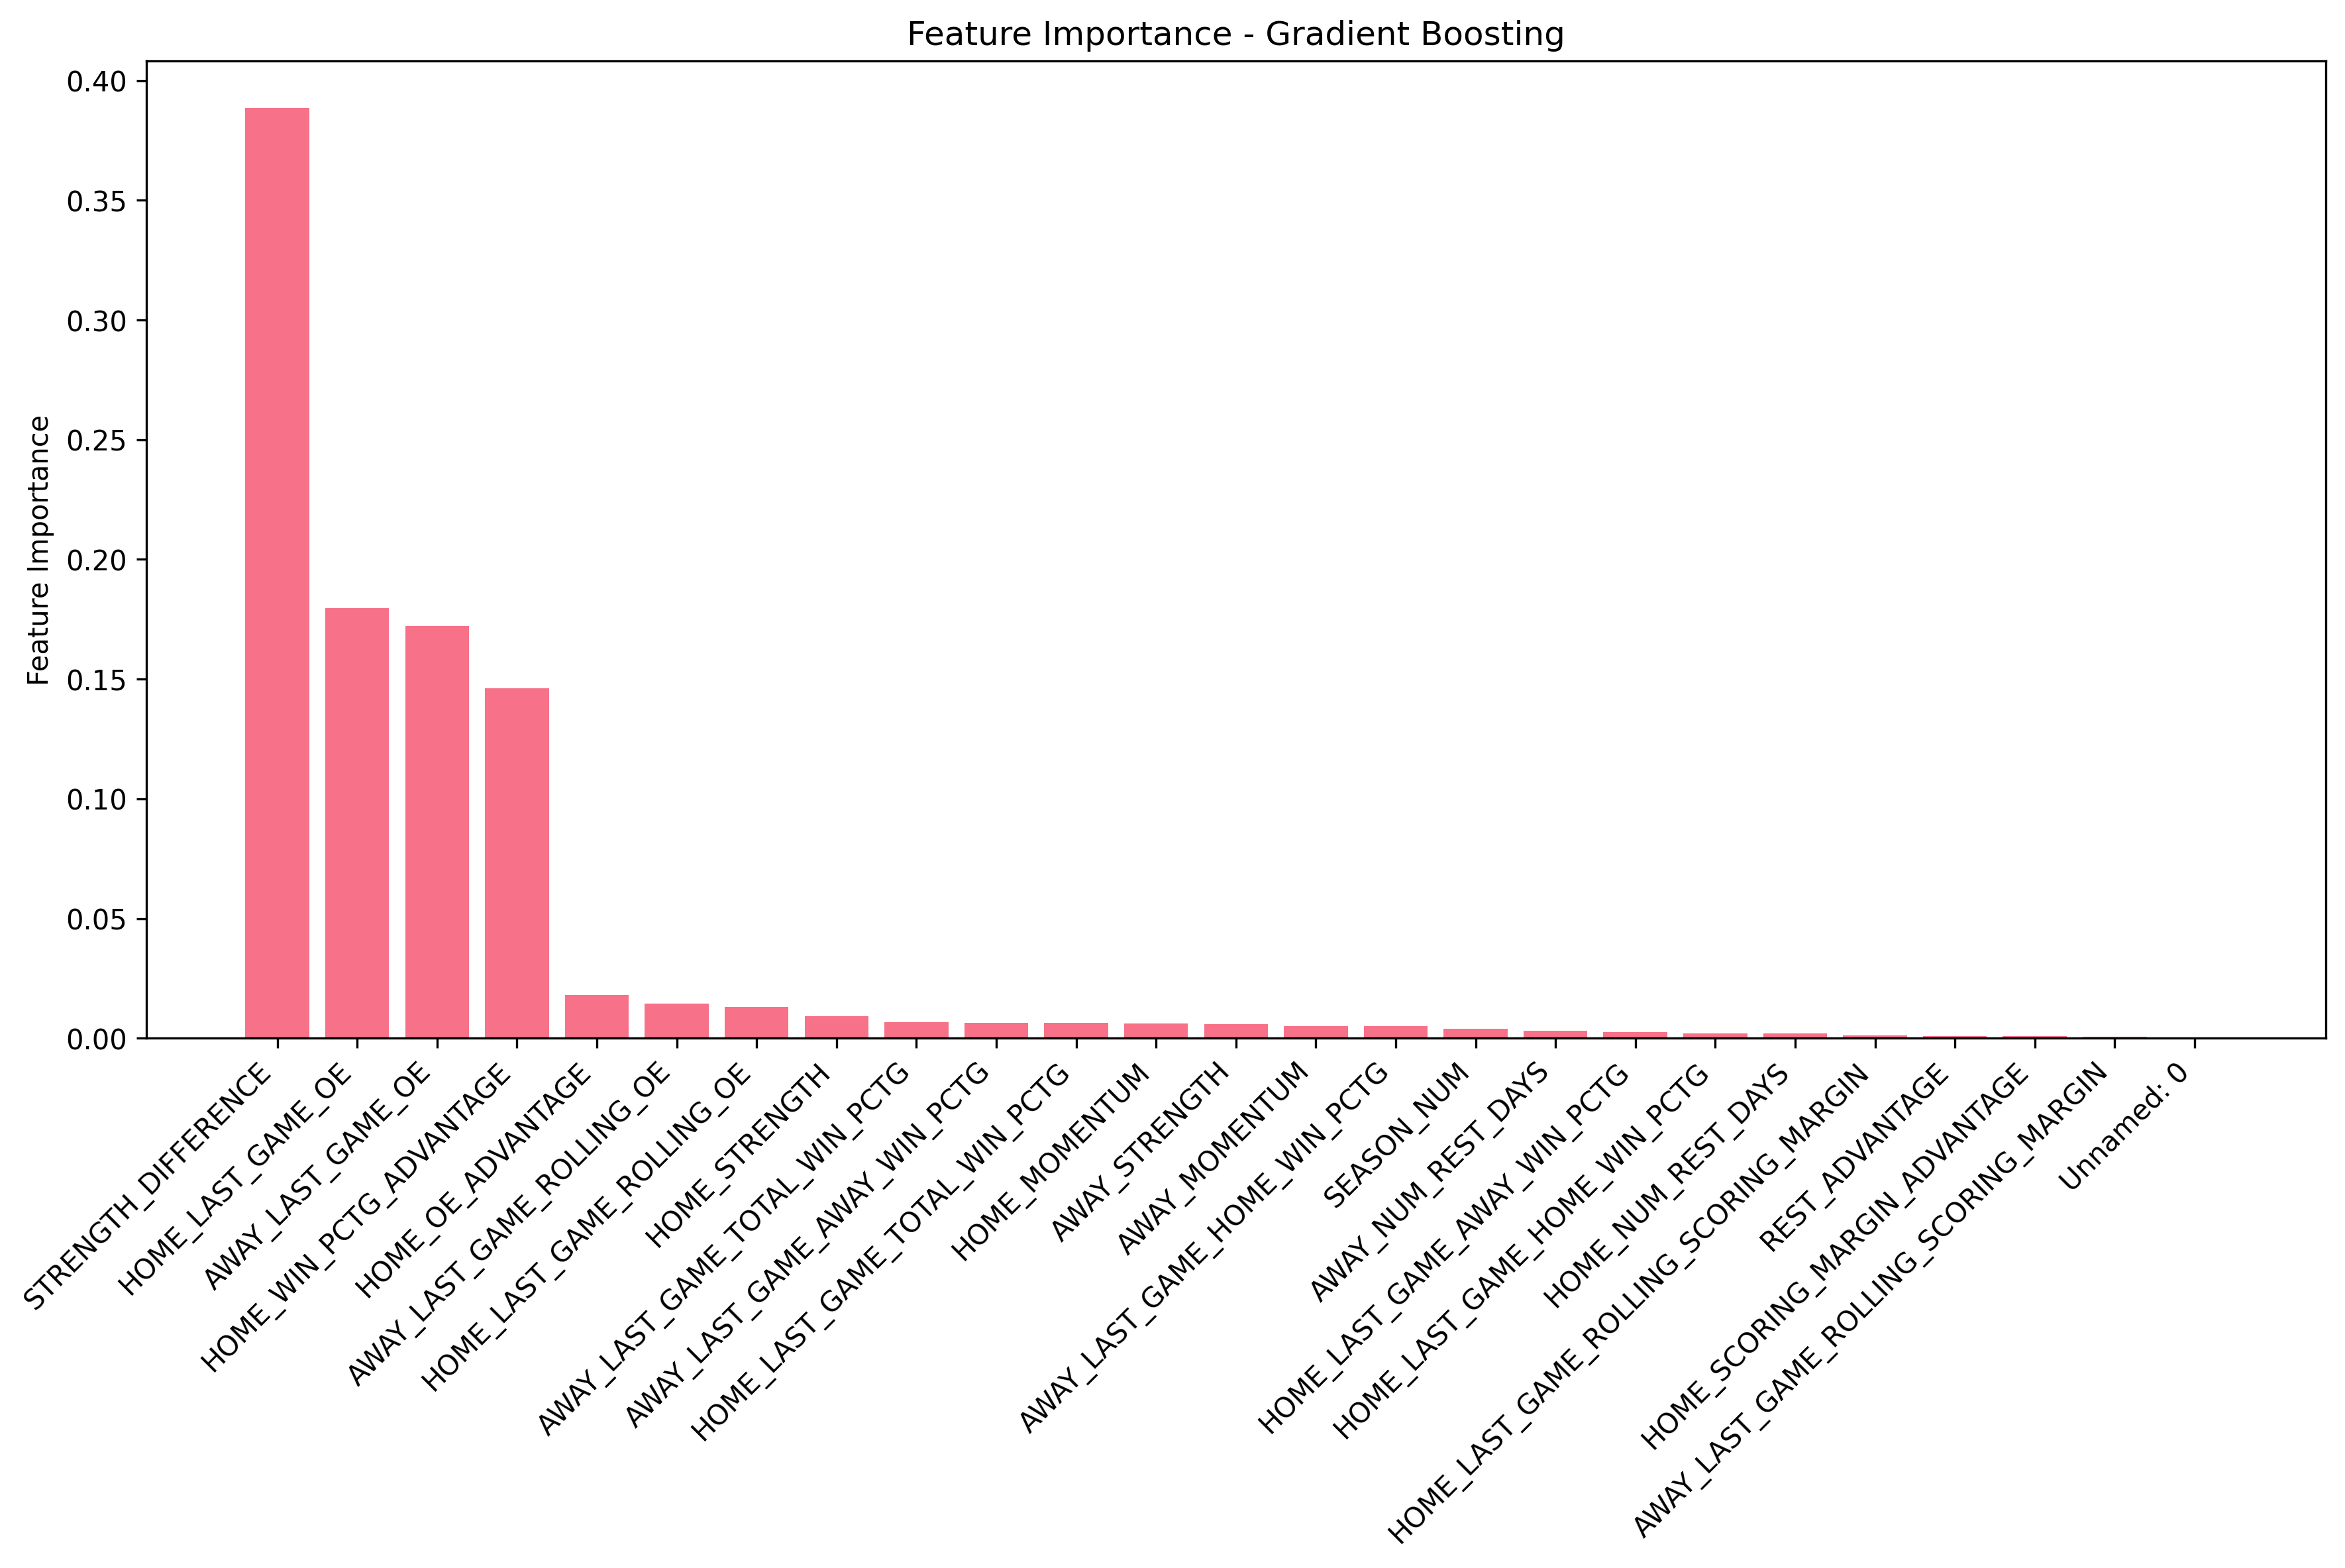 Feature Importance - Gradient Boosting
Feature Importance
0.40
0.35
0.30
0.25
0.20
0.15
0.10
0.05
0.00
STRENGTH_DIFFERENCE
HOME_LAST_GAME_OE
AWAY_LAST_GAME_OE
HOME_WIN_PCTG_ADVANTAGE
HOME_OE_ADVANTAGE
AWAY_LAST_GAME_ROLLING_OE
HOME_LAST_GAME_ROLLING_OE
HOME_STRENGTH
AWAY_LAST_GAME_TOTAL_WIN_PCTG
AWAY_LAST_GAME_AWAY_WIN_PCTG
HOME_LAST_GAME_TOTAL_WIN_PCTG
HOME_MOMENTUM
AWAY_STRENGTH
AWAY_MOMENTUM
AWAY_LAST_GAME_HOME_WIN_PCTG
SEASON_NUM
AWAY_NUM_REST_DAYS
HOME_LAST_GAME_AWAY_WIN_PCTG
HOME_LAST_GAME_HOME_WIN_PCTG
HOME_NUM_REST_DAYS
HOME_LAST_GAME_ROLLING_SCORING_MARGIN
REST_ADVANTAGE
HOME_SCORING_MARGIN_ADVANTAGE
AWAY_LAST_GAME_ROLLING_SCORING_MARGIN
Unnamed: 0